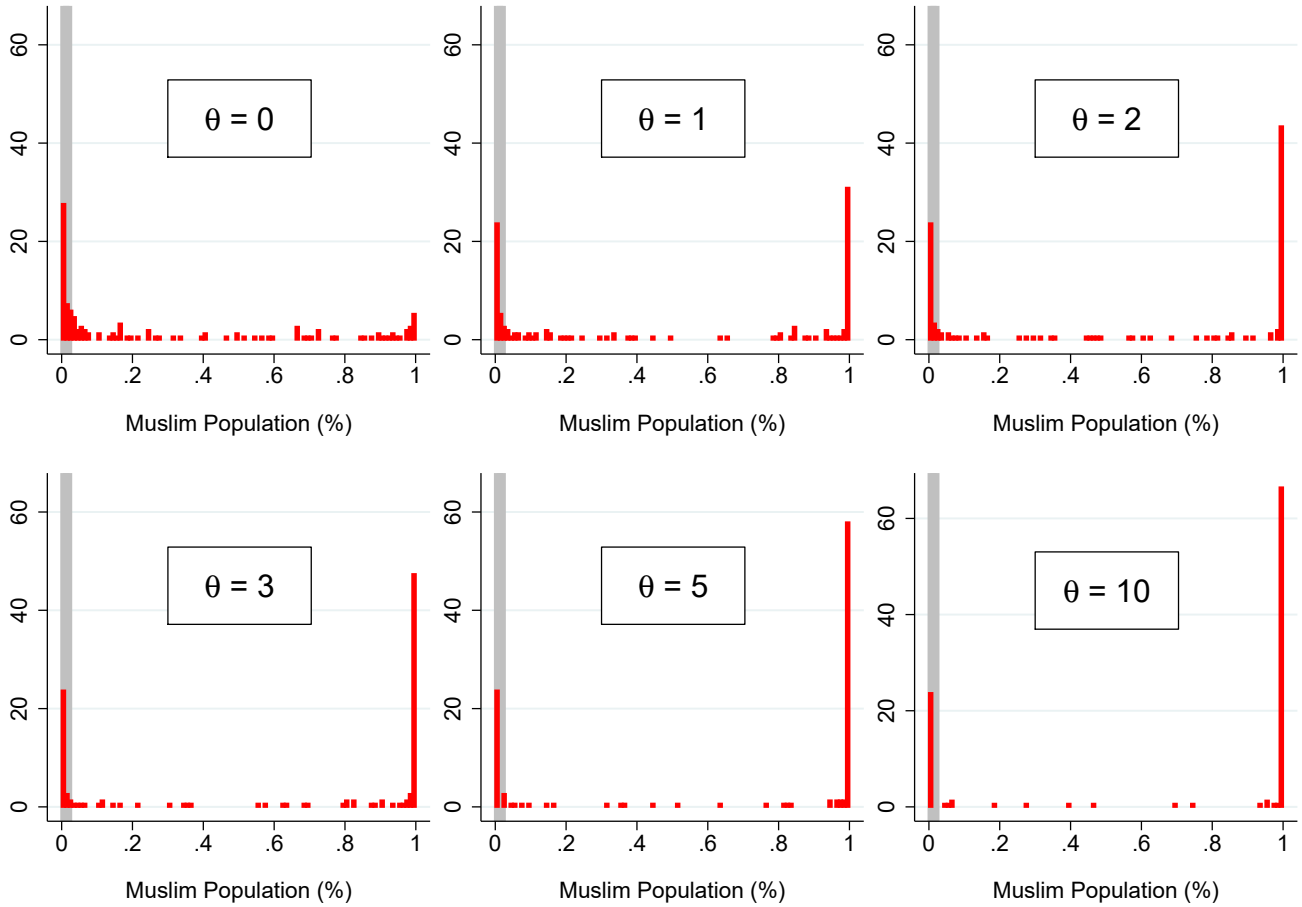 60
40
20
0
θ = 0
0 .2 .4 .6 .8 1
Muslim Population (%)
60
40
20
0
θ = 1
0 .2 .4 .6 .8 1
Muslim Population (%)
60
40
20
0
θ = 2
0 .2 .4 .6 .8 1
Muslim Population (%)
60
40
20
0
θ = 3
0 .2 .4 .6 .8 1
Muslim Population (%)
60
40
20
0
θ = 5
0 .2 .4 .6 .8 1
Muslim Population (%)
60
40
20
0
θ = 10
0 .2 .4 .6 .8 1
Muslim Population (%)